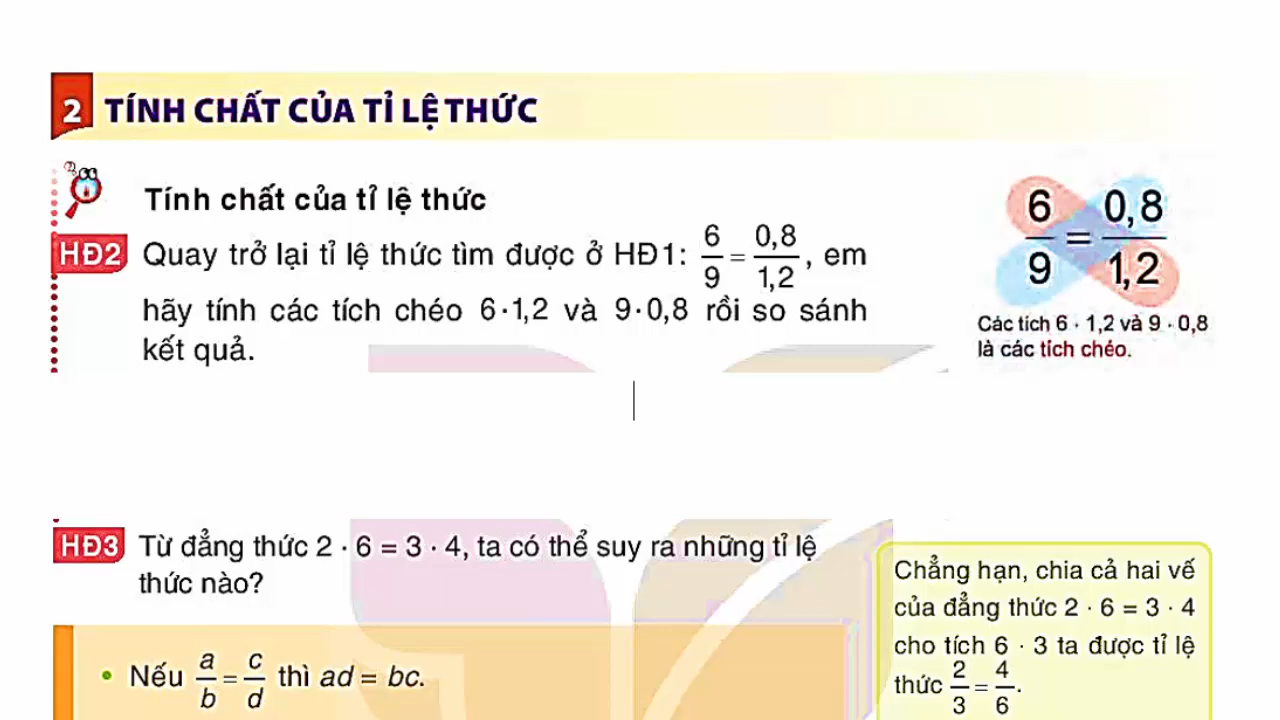 2 TÍNH CHẤT CỦA TỈ LỆ THỨC
Tính chất của tỉ lệ thức
HĐ2 Quay trở lại tỉ lệ thức tìm được ở HĐ1: 6/9 = 0,8/1,2, em
hãy tính các tích chéo 6·1,2 và 9·0,8 rồi so sánh
kết quả.
6/9 = 0,8/1,2
Các tích 6 · 1,2 và 9 · 0,8
là các tích chéo.
HĐ3 Từ đẳng thức 2 · 6 = 3 · 4, ta có thể suy ra những tỉ lệ
thức nào?
• Nếu a/b = c/d thì ad = bc.
Chẳng hạn, chia cả hai vế
của đẳng thức 2 · 6 = 3 · 4
cho tích 6 · 3 ta được tỉ lệ
thức 2/3 = 4/6.